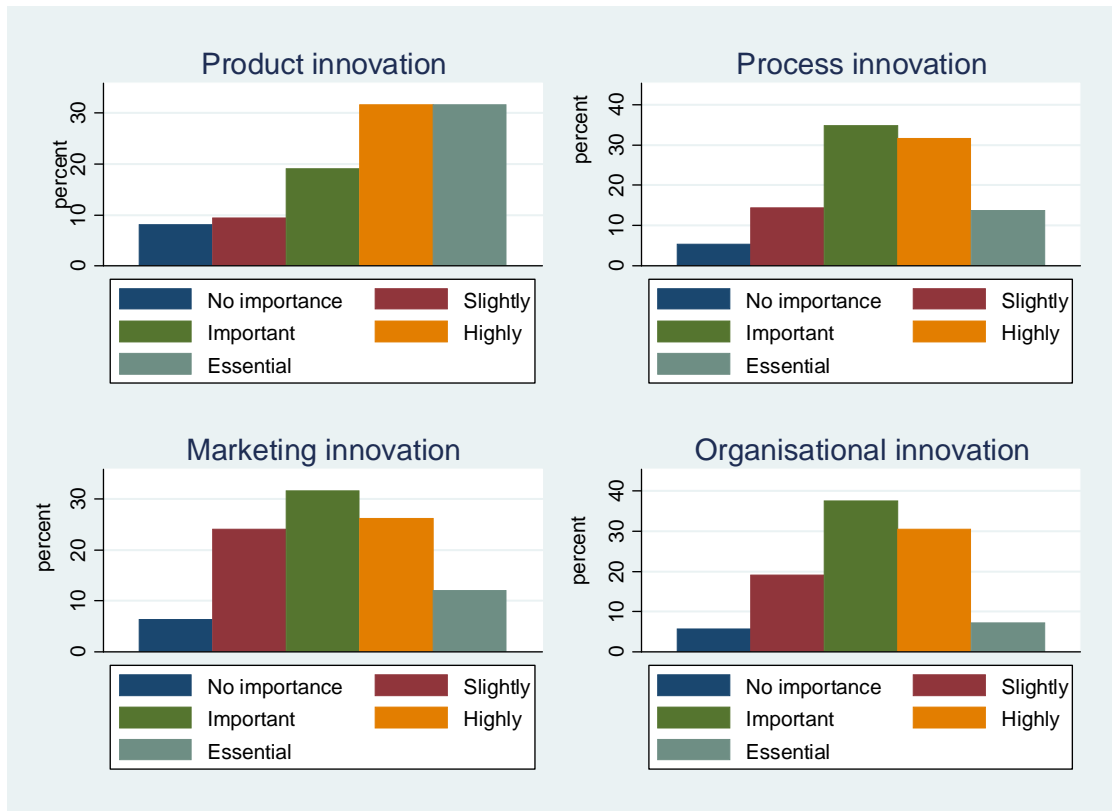 Product innovation
percent
30
20
10
0
No importance Slightly
Important Highly
Essential
Process innovation
percent
40
30
20
10
0
No importance Slightly
Important Highly
Essential
Marketing innovation
percent
30
20
10
0
No importance Slightly
Important Highly
Essential
Organisational innovation
percent
40
30
20
10
0
No importance Slightly
Important Highly
Essential